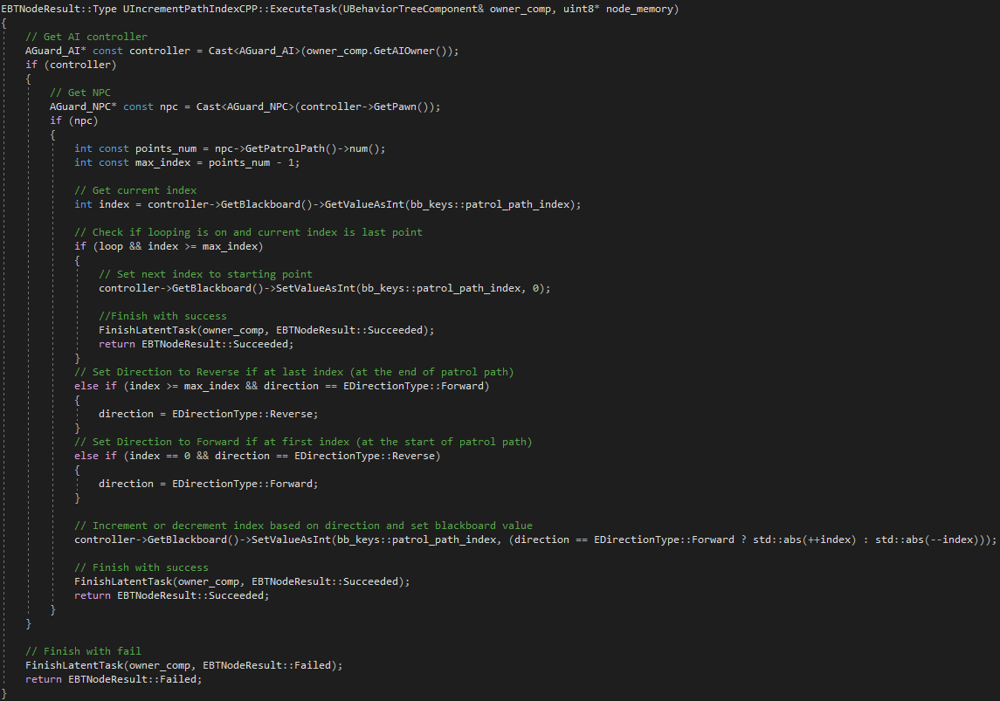 EBTNodeResult::Type UIncrementPathIndexCPP::ExecuteTask(UBehaviorTreeComponent& owner_comp, uint8* node_memory)
{
    // Get AI controller
    AGuard_AI* const controller = Cast<AGuard_AI>(owner_comp.GetAIOwner());
    if (controller)
    {
        // Get NPC
        AGuard_NPC* const npc = Cast<AGuard_NPC>(controller->GetPawn());
        if (npc)
        {
            int const points_num = npc->GetPatrolPath()->num();
            int const max_index = points_num - 1;

            // Get current index
            int index = controller->GetBlackboard()->GetValueAsInt(bb_keys::patrol_path_index);

            // Check if looping is on and current index is last point
            if (loop && index >= max_index)
            {
                // Set next index to starting point
                controller->GetBlackboard()->SetValueAsInt(bb_keys::patrol_path_index, 0);

                //Finish with success
                FinishLatentTask(owner_comp, EBTNodeResult::Succeeded);
                return EBTNodeResult::Succeeded;
            }
            // Set Direction to Reverse if at last index (at the end of patrol path)
            else if (index >= max_index && direction == EDirectionType::Forward)
            {
                direction = EDirectionType::Reverse;
            }
            // Set Direction to Forward if at first index (at the start of patrol path)
            else if (index == 0 && direction == EDirectionType::Reverse)
            {
                direction = EDirectionType::Forward;
            }

            // Increment or decrement index based on direction and set blackboard value
            controller->GetBlackboard()->SetValueAsInt(bb_keys::patrol_path_index, (direction == EDirectionType::Forward ? std::abs(++index) : std::abs(--index)));

            // Finish with success
            FinishLatentTask(owner_comp, EBTNodeResult::Succeeded);
            return EBTNodeResult::Succeeded;
        }
    }

    // Finish with fail
    FinishLatentTask(owner_comp, EBTNodeResult::Failed);
    return EBTNodeResult::Failed;
}